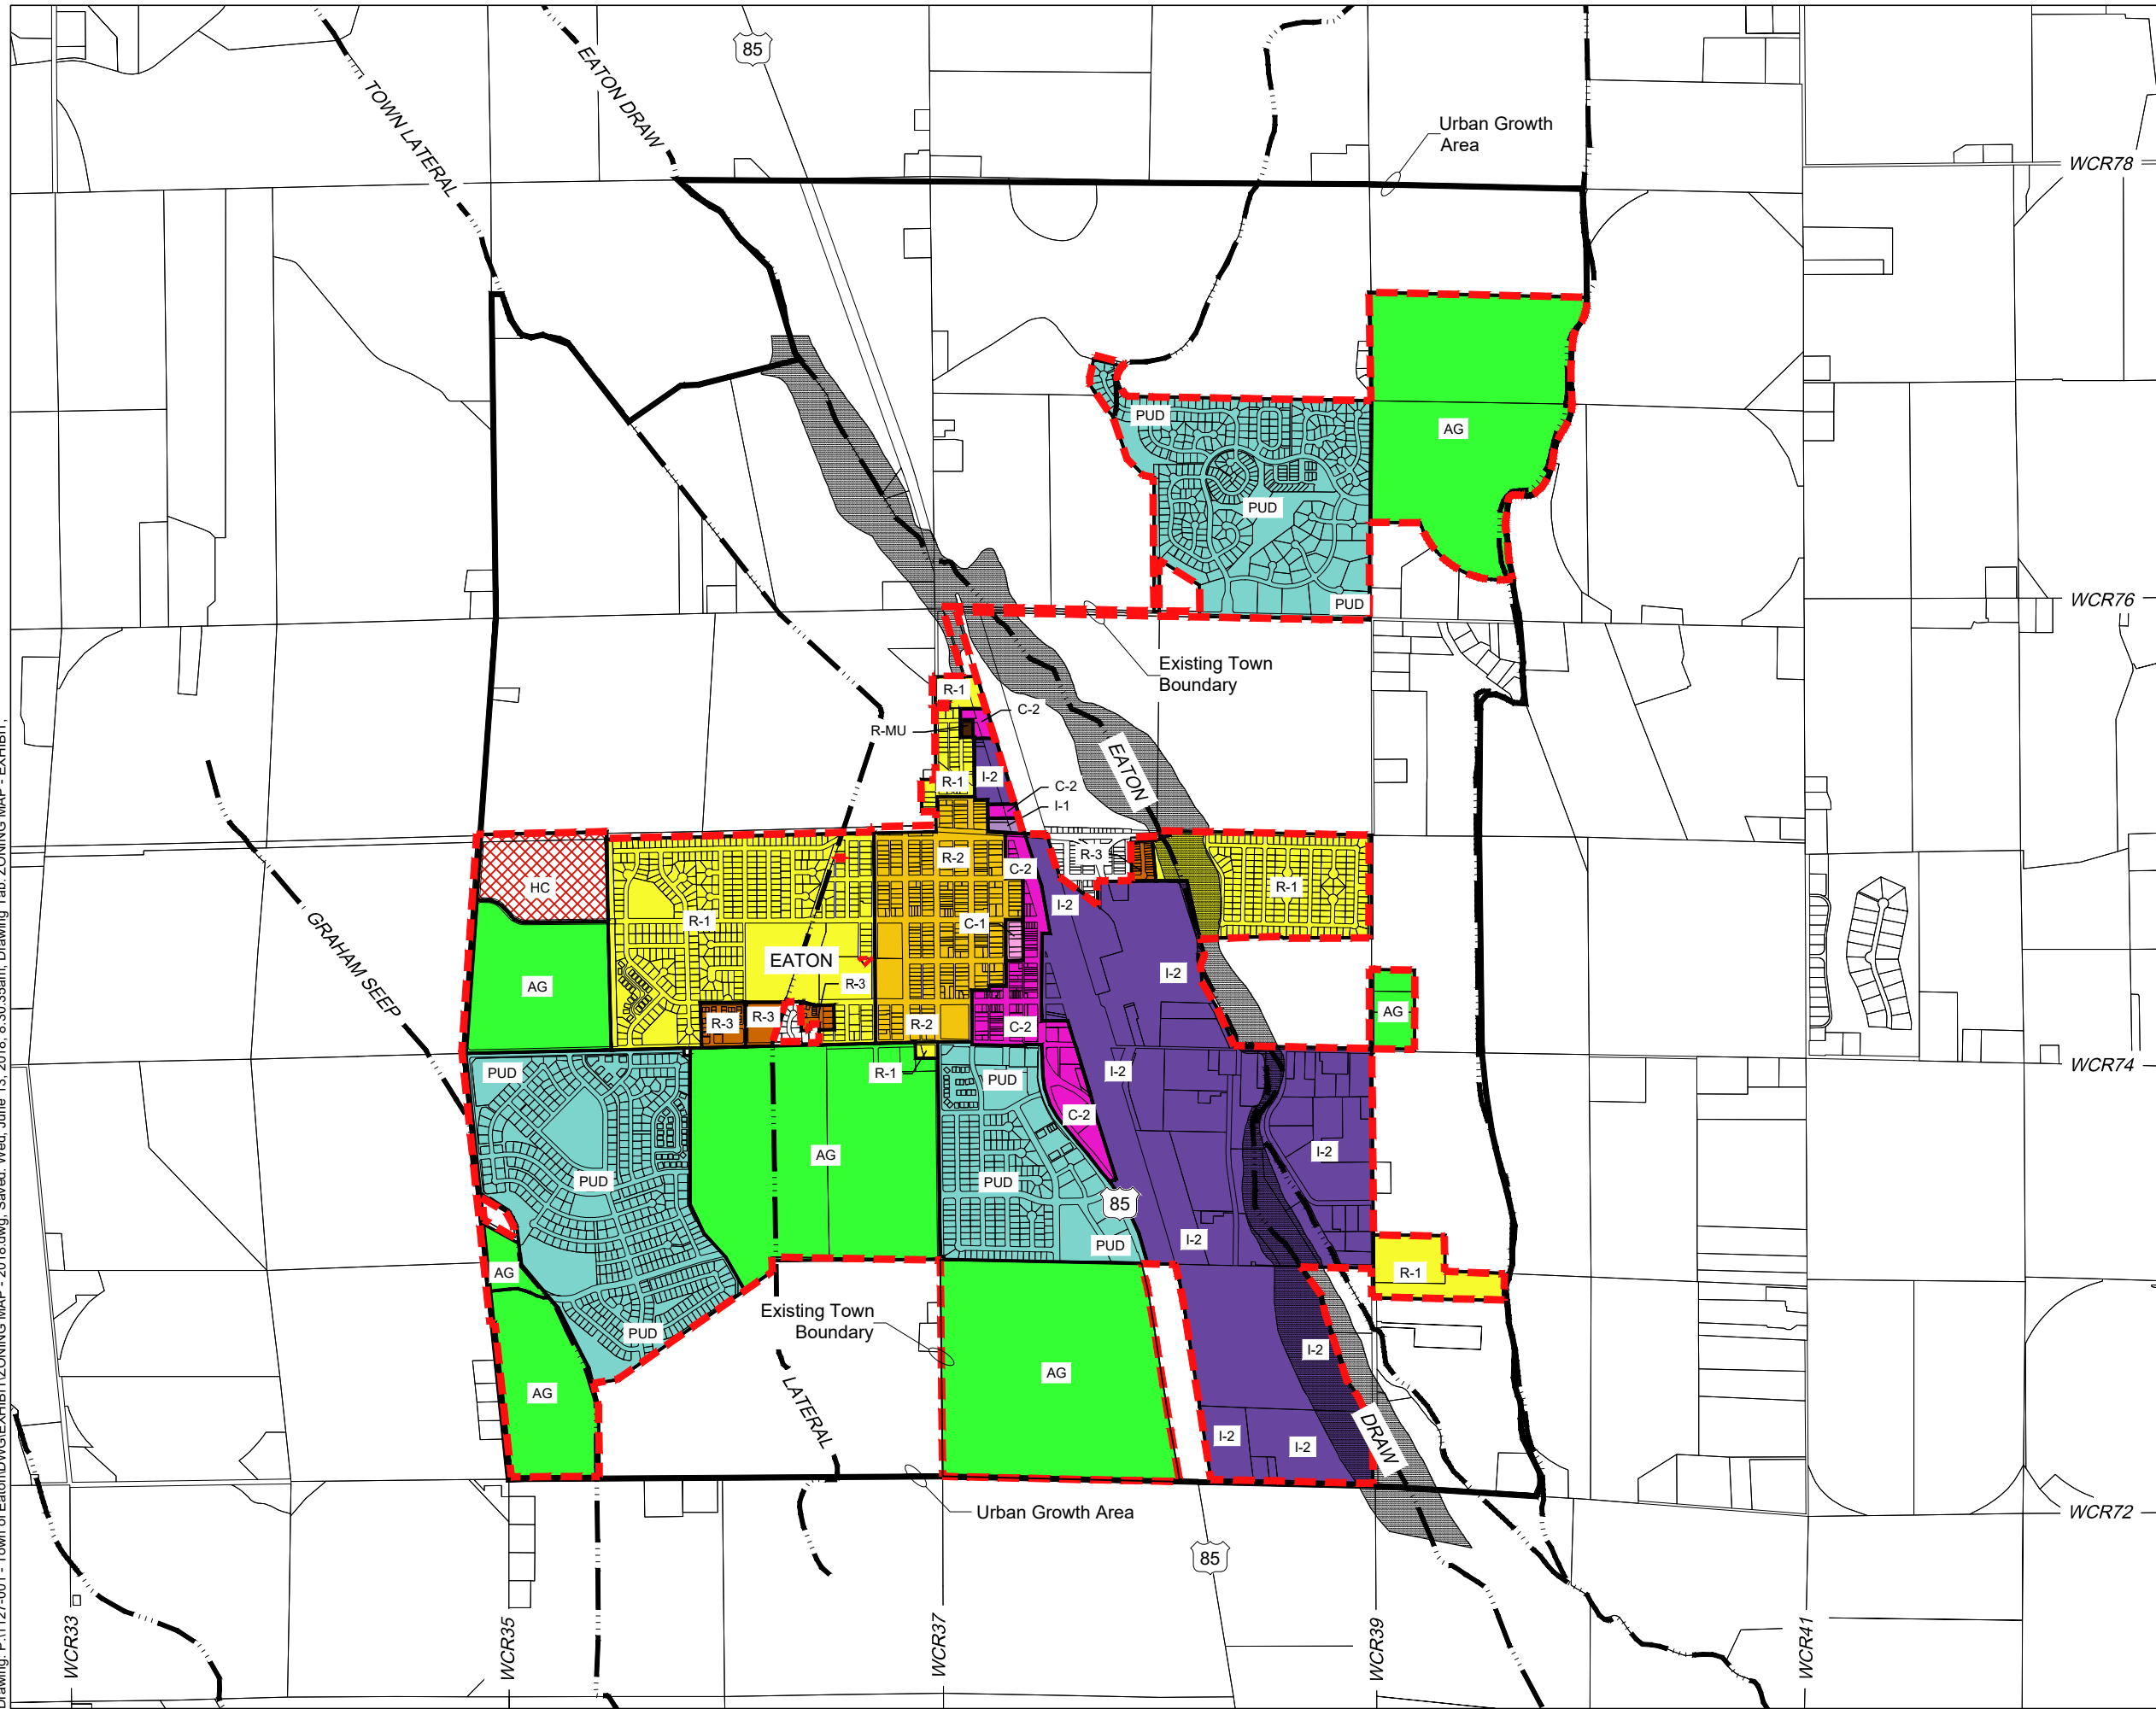 85
EATON DRAW
TOWN LATERAL
Urban Growth
Area
WCR78
PUD
AG
PUD
PUD
WCR76
Existing Town
Boundary
R-1
C-2
R-MU
EATON
R-1
I-2
C-2
I-1
R-3
R-2
C-2
HC
R-1
I-2
R-1
C-1
GRAHAM SEEP
EATON
I-2
AG
R-3
AG
R-3
R-3
R-2
C-2
PUD
R-1
PUD
I-2
WCR74
C-2
AG
I-2
PUD
PUD
85
I-2
PUD
AG
R-1
Existing Town
Boundary
PUD
I-2
AG
AG
LATERAL
DRAW
I-2
I-2
Urban Growth Area
WCR72
85
WCR33
WCR35
WCR37
WCR39
WCR41